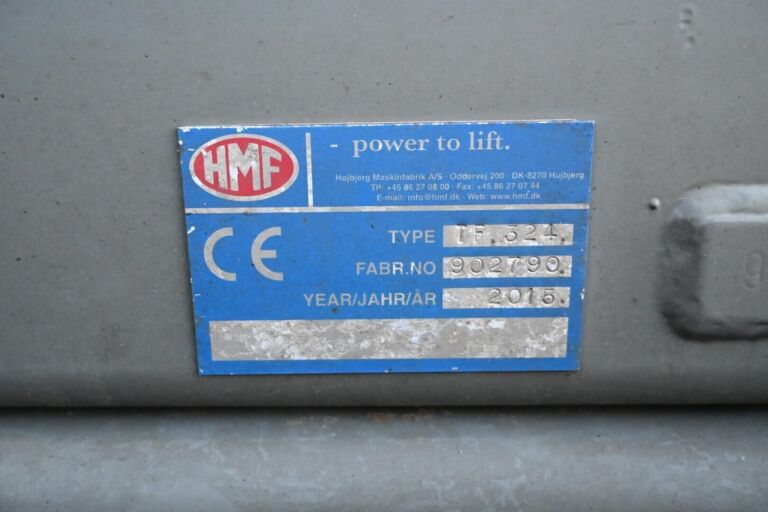 HMF
- power to lift.
Højbjerg Maskinfabrik A/S · Oddervej 200 · DK-8270 Højbjerg
Tlf: +45 86 27 08 00 · Fax: +45 86 27 07 44
E-mail: info@hmf.dk · Web: www.hmf.dk
CE
TYPE TF. 324.
FABR.NO 902790.
YEAR/JAHR/ÅR 2015.